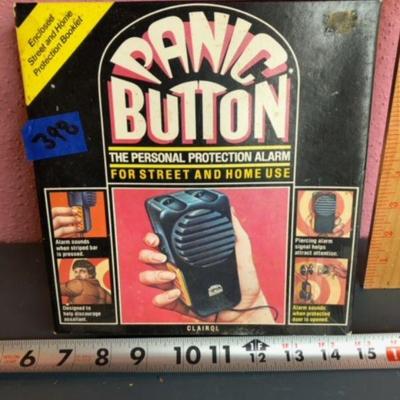 Enclosed
Street and Home
Protection Booklet
398
PANIC
BUTTON
THE PERSONAL PROTECTION ALARM
FOR STREET AND HOME USE
Alarm sounds
when striped bar
is pressed.
Piercing alarm
signal helps
attract attention.
Designed to
help discourage
assailant.
Alarm sounds
when protected
door is opened.
CLAIROL
6 7 8 9 10 11 12 13 14 15 1